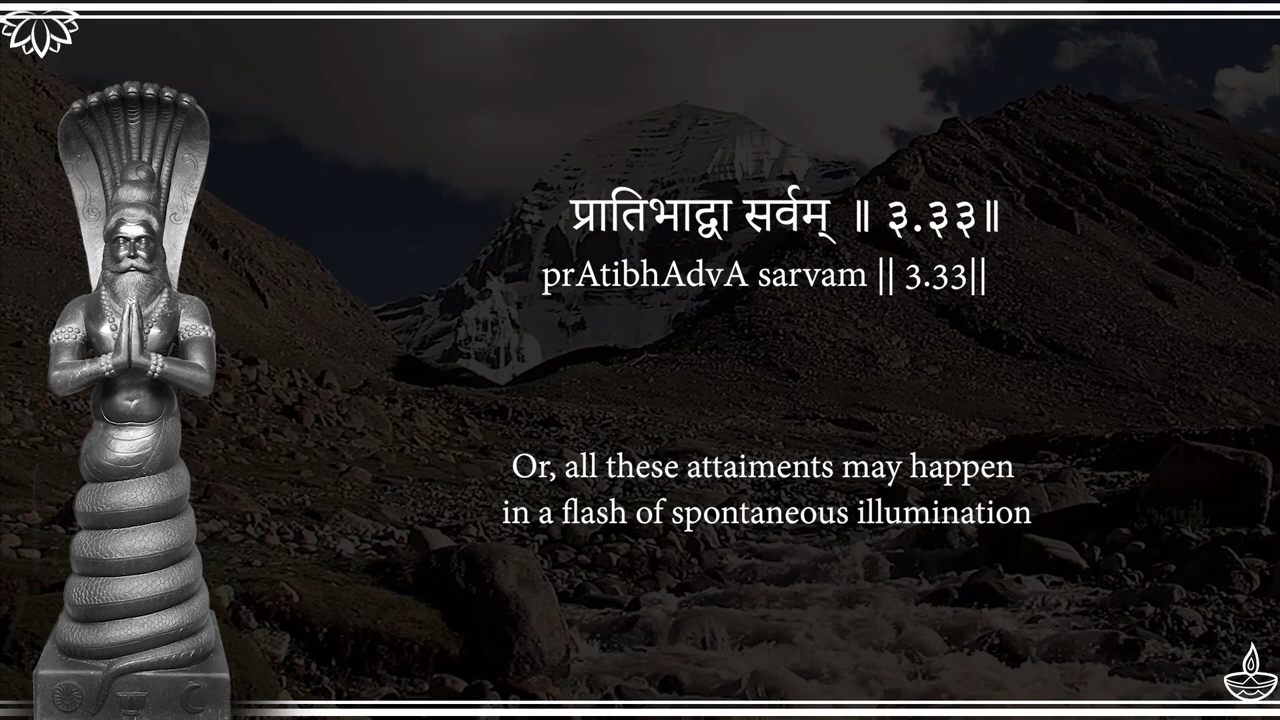 प्रातिभाद्वा सर्वम् ॥ ३.३३॥
prAtibhAdvA sarvam || 3.33||
Or, all these attaiments may happen
in a flash of spontaneous illumination